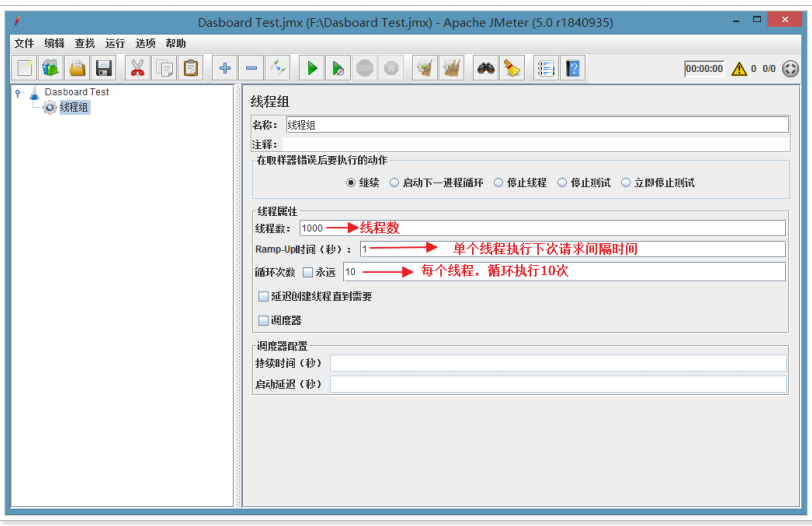 Dasboard Test.jmx (F:\Dasboard Test.jmx) - Apache JMeter (5.0 r1840935)
文件 编辑 查找 运行 选项 帮助
00:00:00 0 0/0
Dasboard Test
线程组
线程组
名称: 线程组
注释:
在取样器错误后要执行的动作
继续 启动下一进程循环 停止线程 停止测试 立即停止测试
线程属性
线程数: 1000 线程数
Ramp-Up时间(秒): 1 单个线程执行下次请求间隔时间
循环次数 永远 10 每个线程,循环执行10次
延迟创建线程直到需要
调度器
调度器配置
持续时间(秒)
启动延迟(秒)